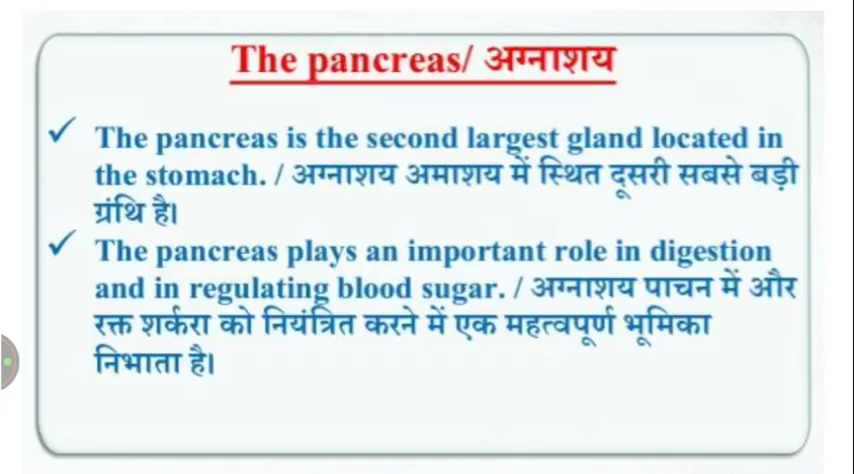 The pancreas/ अग्नाशय
✓ The pancreas is the second largest gland located in
the stomach. / अग्नाशय अमाशय में स्थित दूसरी सबसे बड़ी
ग्रंथि है।
✓ The pancreas plays an important role in digestion
and in regulating blood sugar. / अग्नाशय पाचन में और
रक्त शर्करा को नियंत्रित करने में एक महत्वपूर्ण भूमिका
निभाता है।